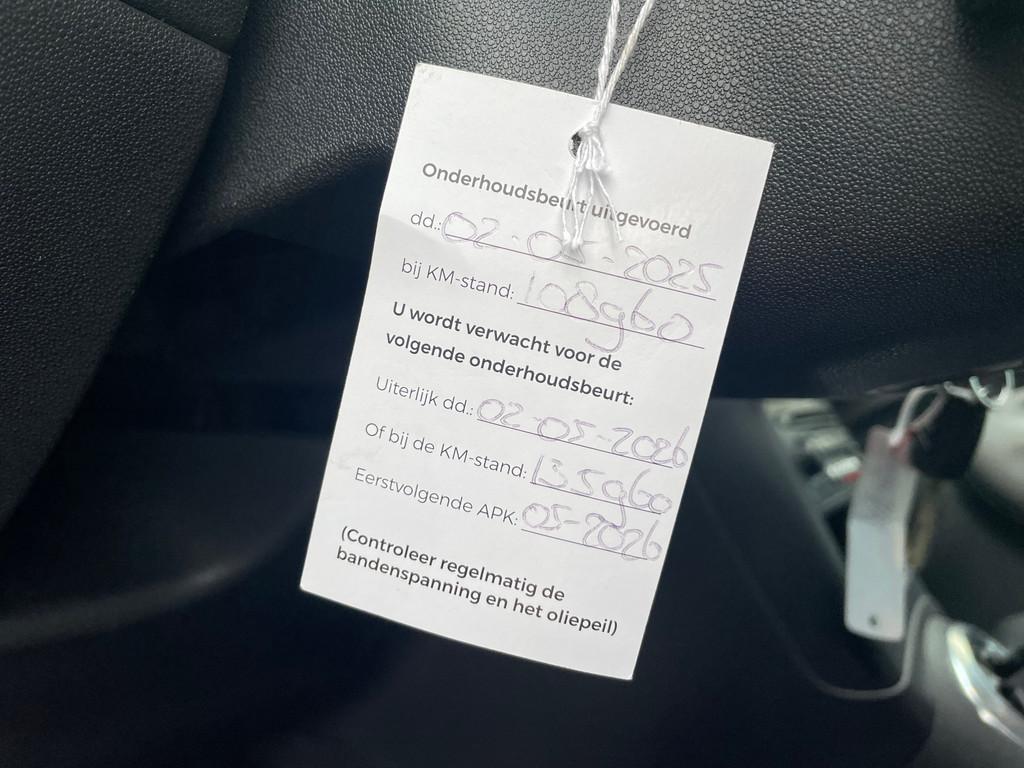 Onderhoudsbeurt uitgevoerd
dd.: 02-05-2025
bij KM-stand: 108960
U wordt verwacht voor de
volgende onderhoudsbeurt:
Uiterlijk dd.: 02-05-2026
Of bij de KM-stand: 135960
Eerstvolgende APK: 05-2026
(Controleer regelmatig de
bandenspanning en het oliepeil)